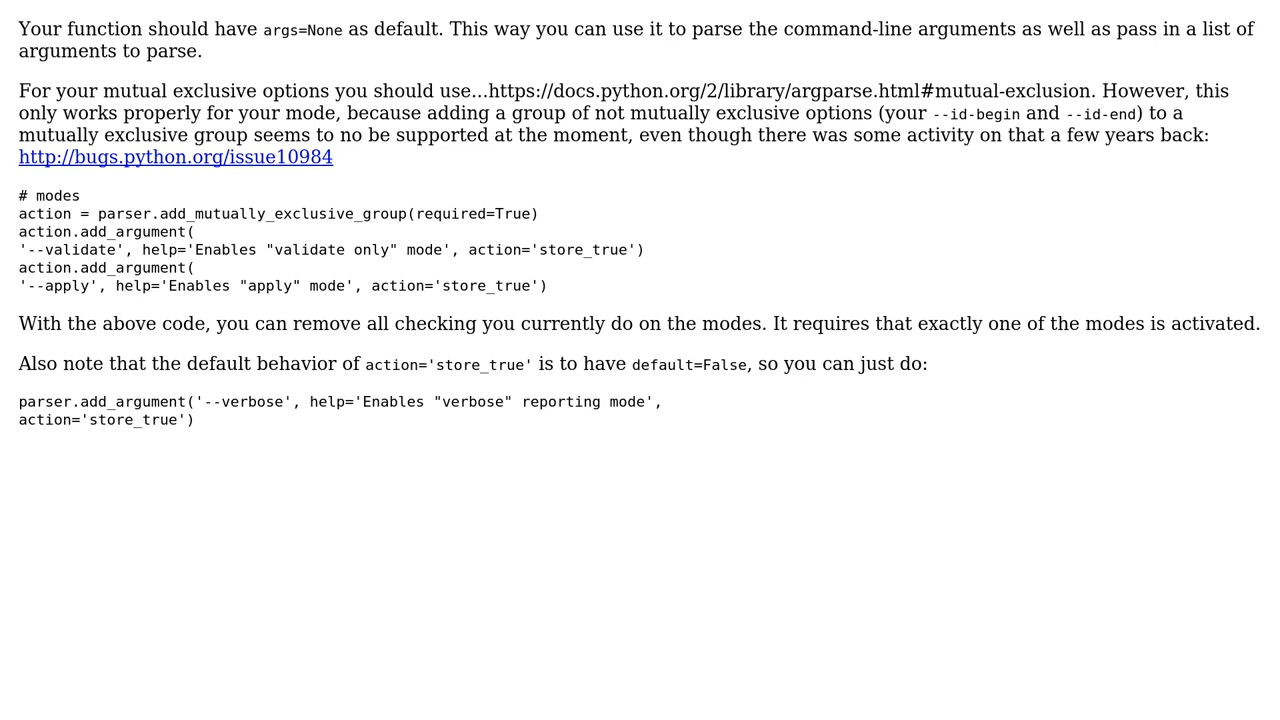 Your function should have args=None as default. This way you can use it to parse the command-line arguments as well as pass in a list of
arguments to parse.
For your mutual exclusive options you should use...https://docs.python.org/2/library/argparse.html#mutual-exclusion. However, this
only works properly for your mode, because adding a group of not mutually exclusive options (your --id-begin and --id-end) to a
mutually exclusive group seems to no be supported at the moment, even though there was some activity on that a few years back:
http://bugs.python.org/issue10984
# modes
action = parser.add_mutually_exclusive_group(required=True)
action.add_argument(
'--validate', help='Enables "validate only" mode', action='store_true')
action.add_argument(
'--apply', help='Enables "apply" mode', action='store_true')
With the above code, you can remove all checking you currently do on the modes. It requires that exactly one of the modes is activated.
Also note that the default behavior of action='store_true' is to have default=False, so you can just do:
parser.add_argument('--verbose', help='Enables "verbose" reporting mode',
action='store_true')